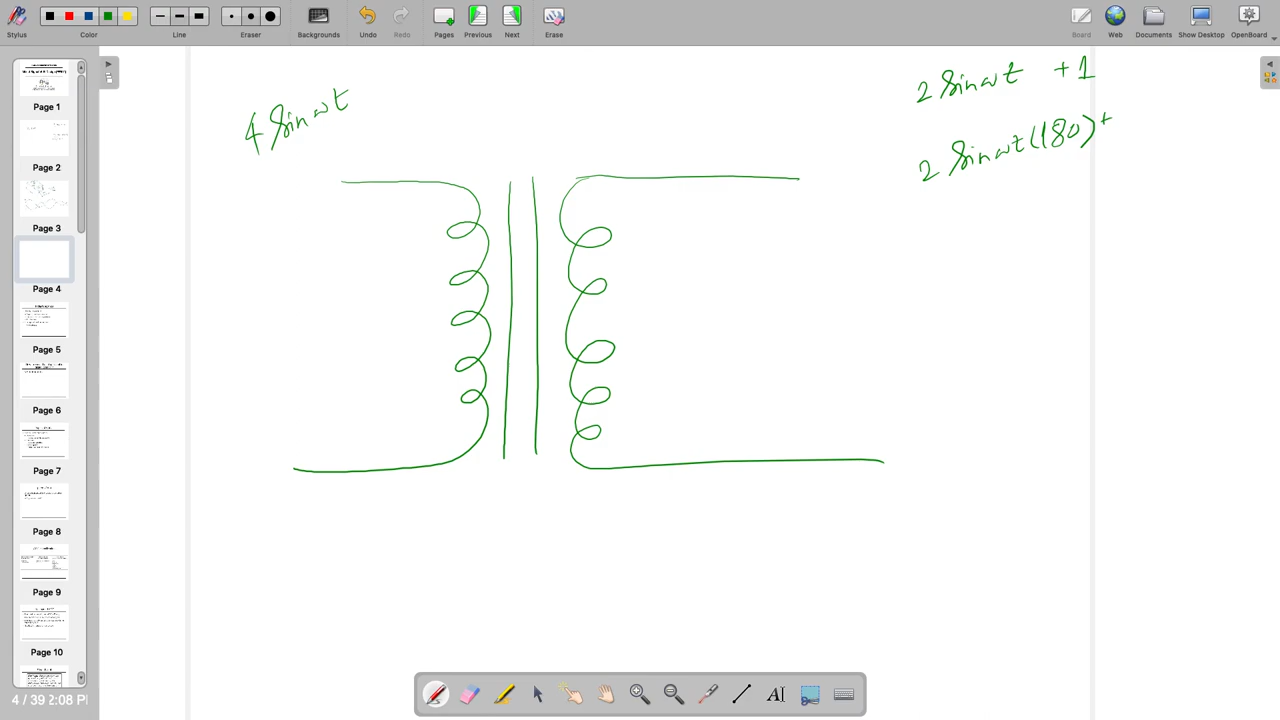 Stylus Color Line Eraser Backgrounds Undo Redo Pages Previous Next Erase Board Web Documents Show Desktop OpenBoard
4 Sin ωt
2 Sin ωt + 1
2 Sin ωt (180) +
Page 1
Page 2
Page 3
Page 4
Page 5
Page 6
Page 7
Page 8
Page 9
Page 10
4 / 39 2:08 P